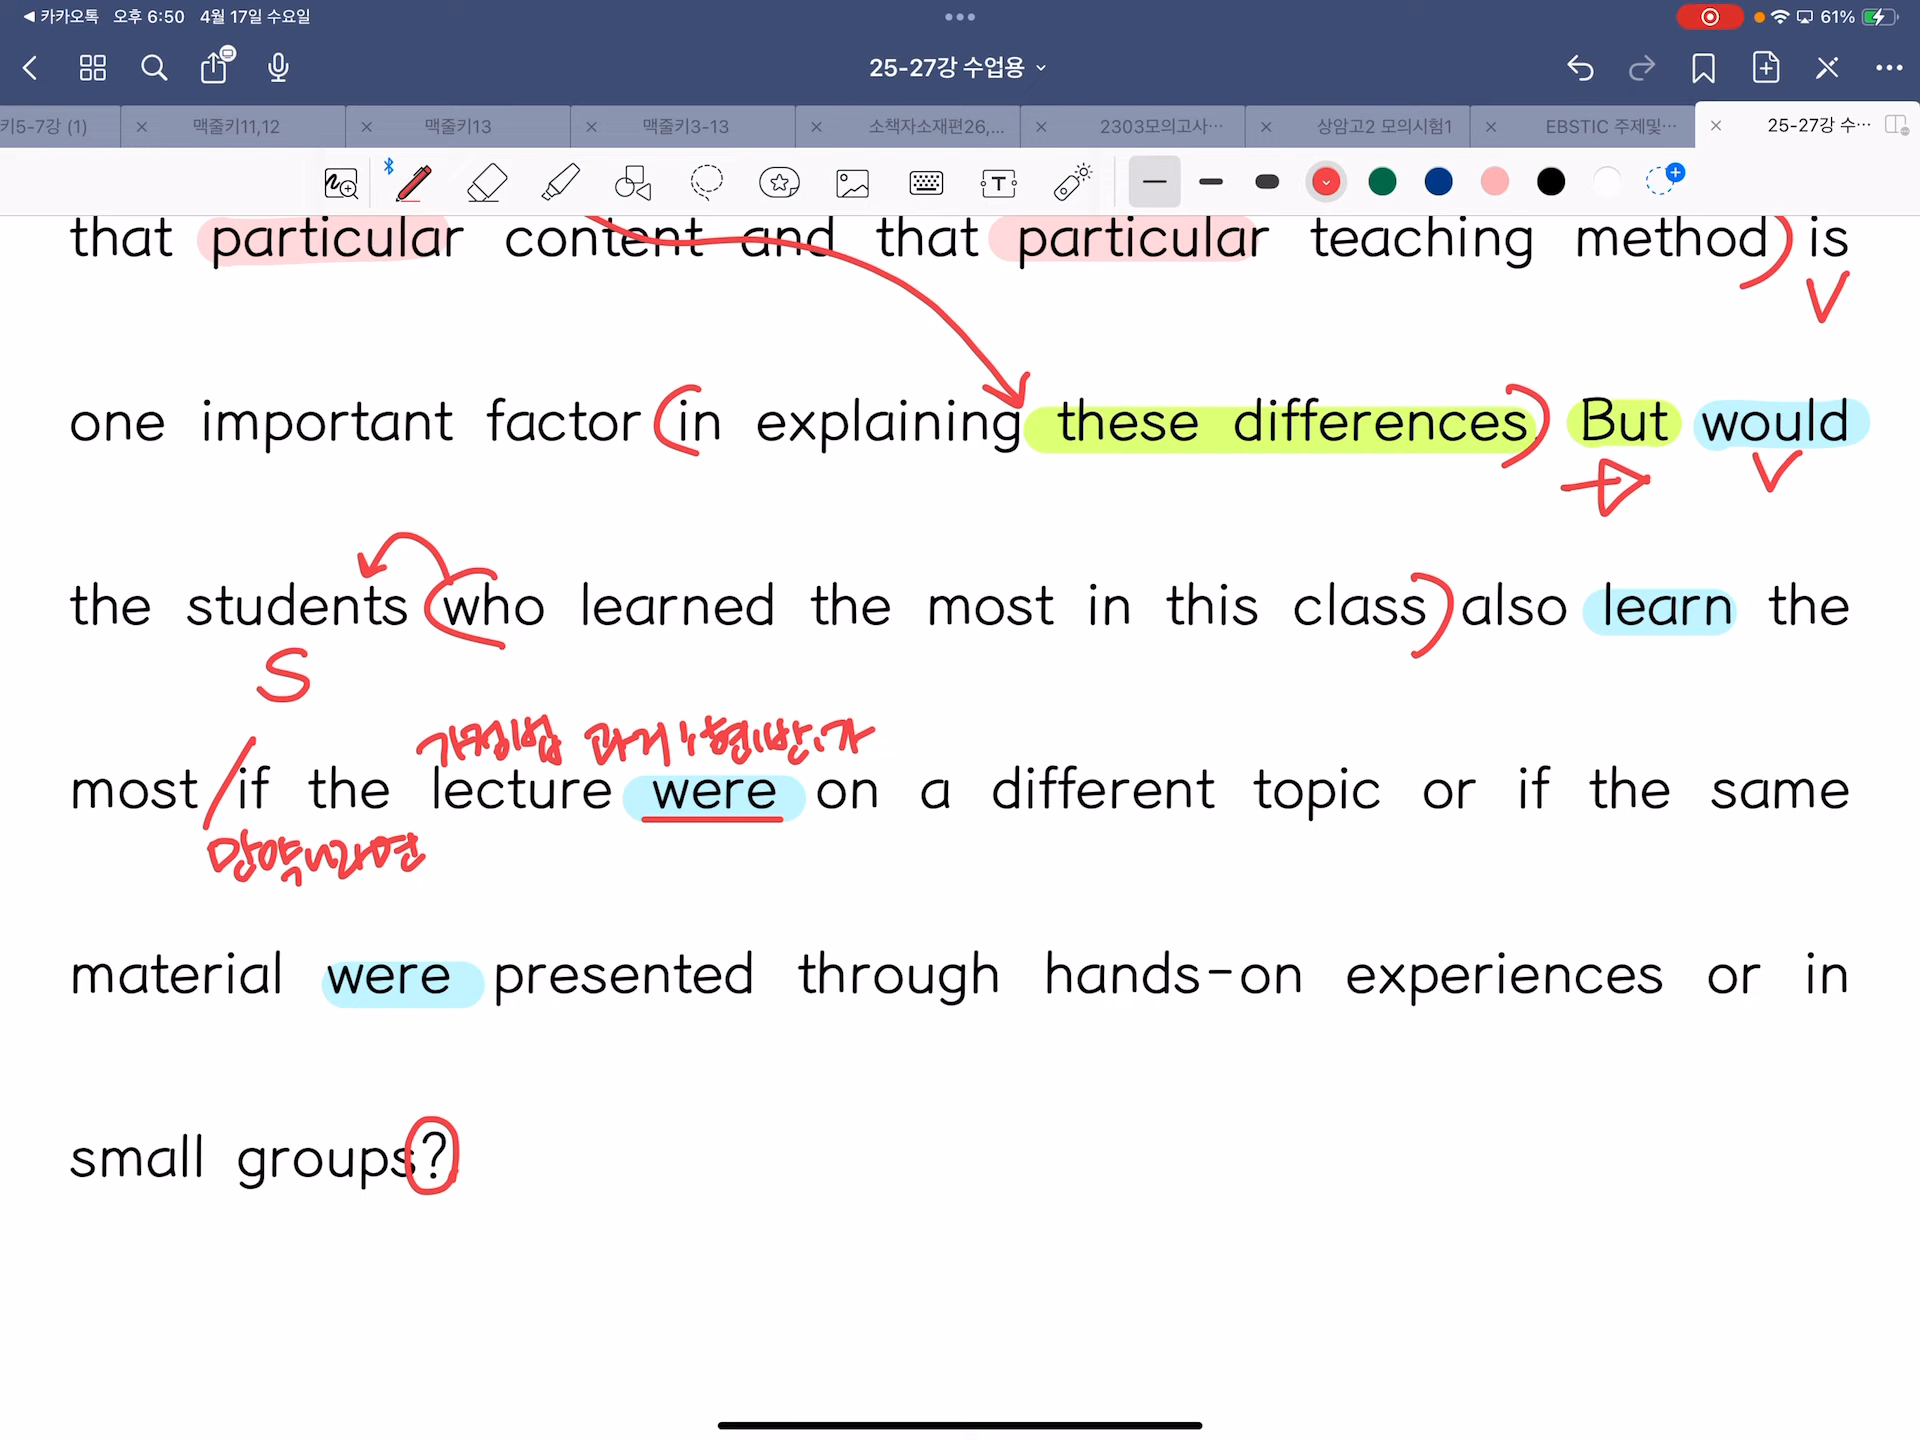 카카오톡 오후 6:50 4월 17일 수요일 61%
25-27강 수업용
키5-7강 (1) 맥줄키11,12 맥줄키13 맥줄키3-13 소책자소재편26,... 2303모의고사... 상암고2 모의시험1 EBSTIC 주제및... 25-27강 수...
that particular content and that particular teaching method is
V
one important factor in explaining these differences. But would
V
the students who learned the most in this class also learn the
S
가정법 과거
most if the lecture were on a different topic or if the same
만약~라면
material were presented through hands-on experiences or in
small groups?